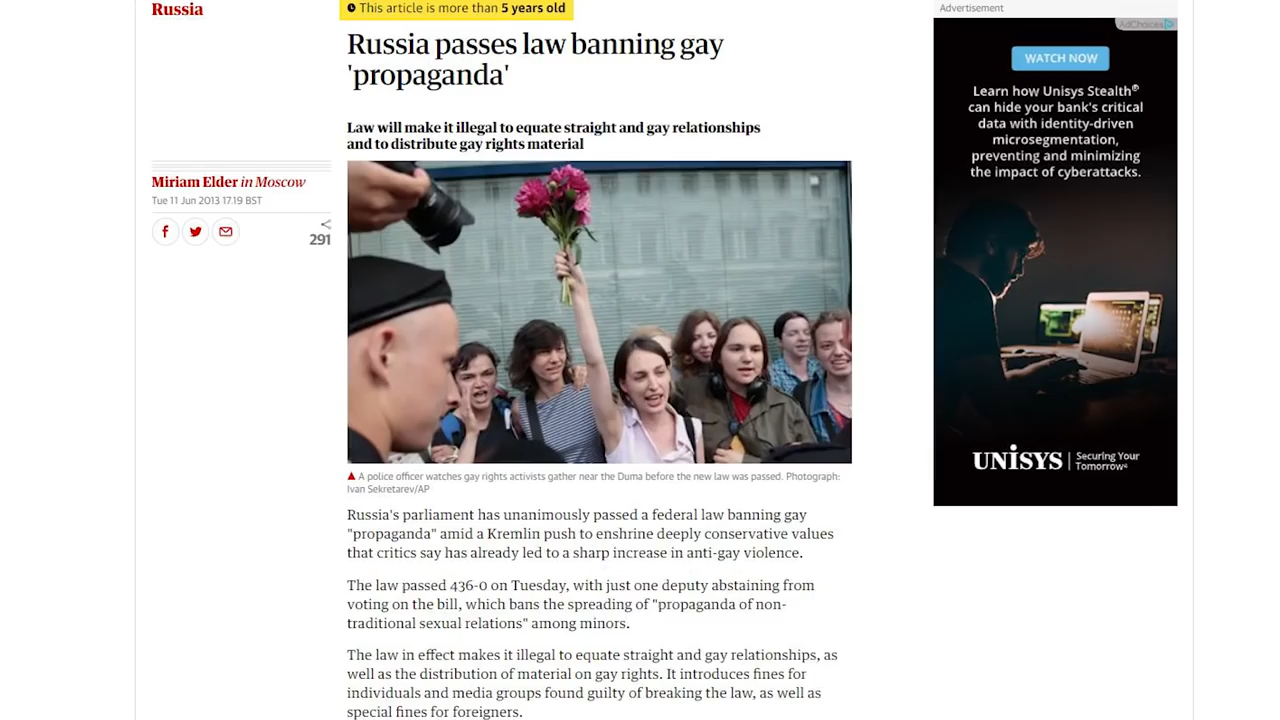 Russia
This article is more than 5 years old
Russia passes law banning gay
'propaganda'
Law will make it illegal to equate straight and gay relationships
and to distribute gay rights material
Miriam Elder in Moscow
Tue 11 Jun 2013 17.19 BST
291
A police officer watches gay rights activists gather near the Duma before the new law was passed. Photograph:
Ivan Sekretarev/AP
Russia's parliament has unanimously passed a federal law banning gay
"propaganda" amid a Kremlin push to enshrine deeply conservative values
that critics say has already led to a sharp increase in anti-gay violence.
The law passed 436-0 on Tuesday, with just one deputy abstaining from
voting on the bill, which bans the spreading of "propaganda of non-
traditional sexual relations" among minors.
The law in effect makes it illegal to equate straight and gay relationships, as
well as the distribution of material on gay rights. It introduces fines for
individuals and media groups found guilty of breaking the law, as well as
special fines for foreigners.
Advertisement
AdChoices
WATCH NOW
Learn how Unisys Stealth®
can hide your bank's critical
data with identity-driven
microsegmentation,
preventing and minimizing
the impact of cyberattacks.
UNiSYS
Securing Your
Tomorrow